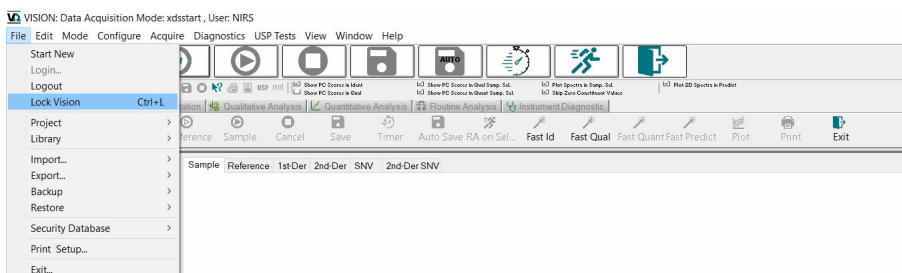 VISION: Data Acquisition Mode: xdsstart , User: NIRS
File Edit Mode Configure Acquire Diagnostics USP Tests View Window Help
Start New
Login...
Logout
Lock Vision Ctrl+L
Project
Library
Import...
Export...
Backup
Restore
Security Database
Print Setup...
Exit...
AUTO
USP Inst Show PC Scores in Ident Show PC Scores in Qual Samp. Sel. Plot Spectra in Samp. Sel. Plot 2D Spectra in Predict
Show PC Scores in Qual Show PC Scores in Quant Samp. Sel. Skip Zero Constituent Values
Qualitative Analysis Quantitative Analysis Routine Analysis Instrument Diagnostic
ference Sample Cancel Save Timer Auto Save RA on Sel... Fast Id Fast Qual Fast Quant Fast Predict Plot Print Exit
Sample Reference 1st-Der 2nd-Der SNV 2nd-Der SNV